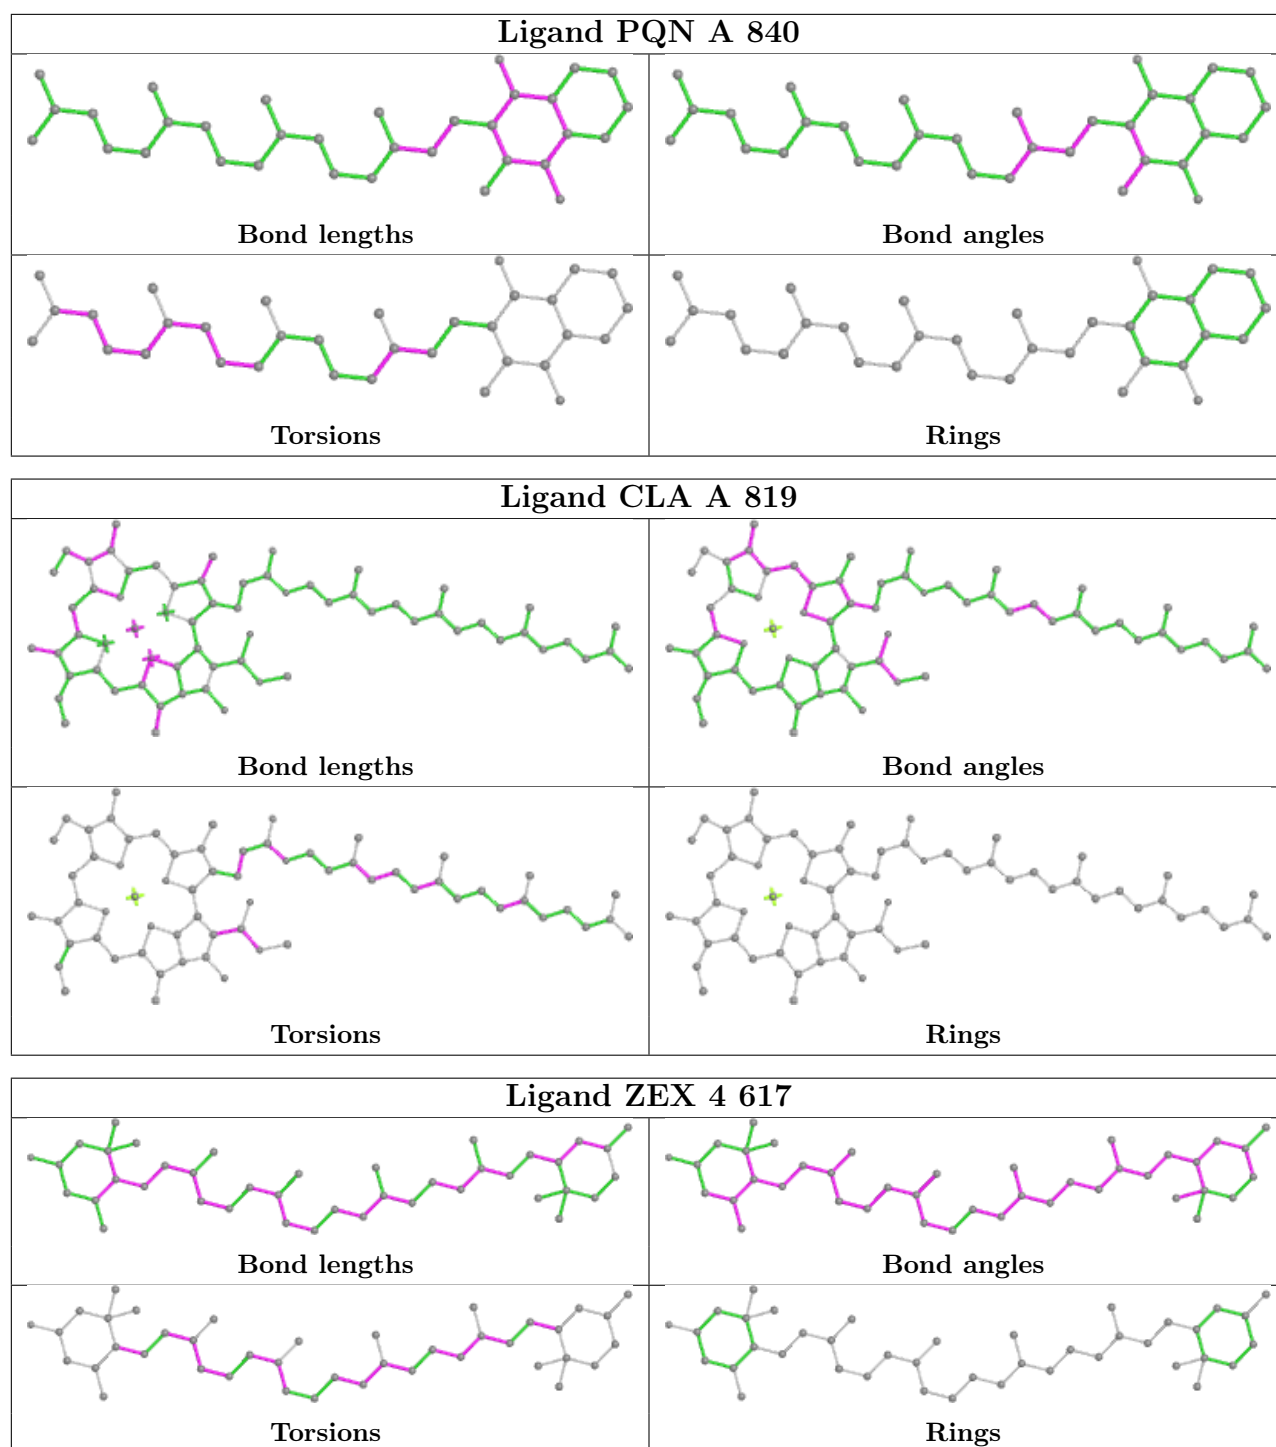 Ligand PQN A 840
Bond lengths
Bond angles
Torsions
Rings
Ligand CLA A 819
Bond lengths
Bond angles
Torsions
Rings
Ligand ZEX 4 617
Bond lengths
Bond angles
Torsions
Rings